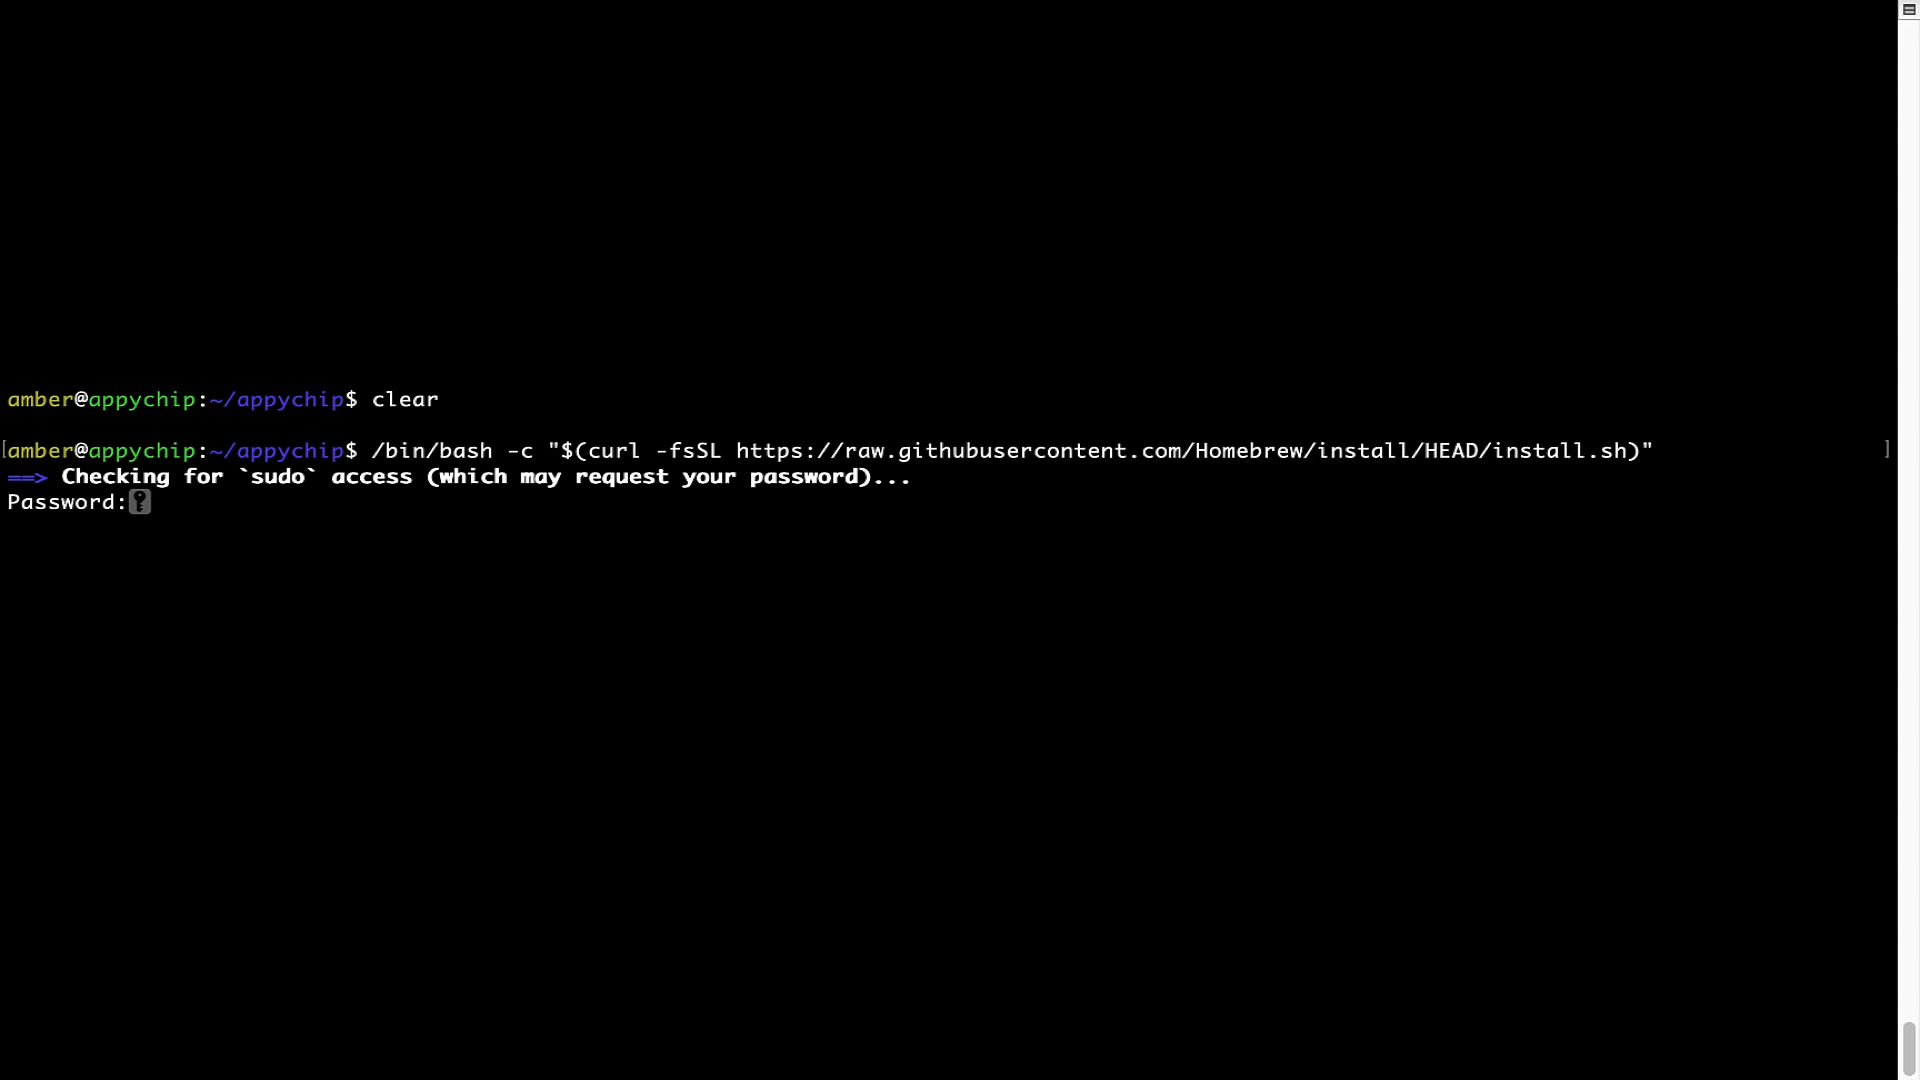 amber@appychip:~/appychip$ clear
[amber@appychip:~/appychip$ /bin/bash -c "$(curl -fsSL https://raw.githubusercontent.com/Homebrew/install/HEAD/install.sh)" ]
==> Checking for `sudo` access (which may request your password)...
Password: